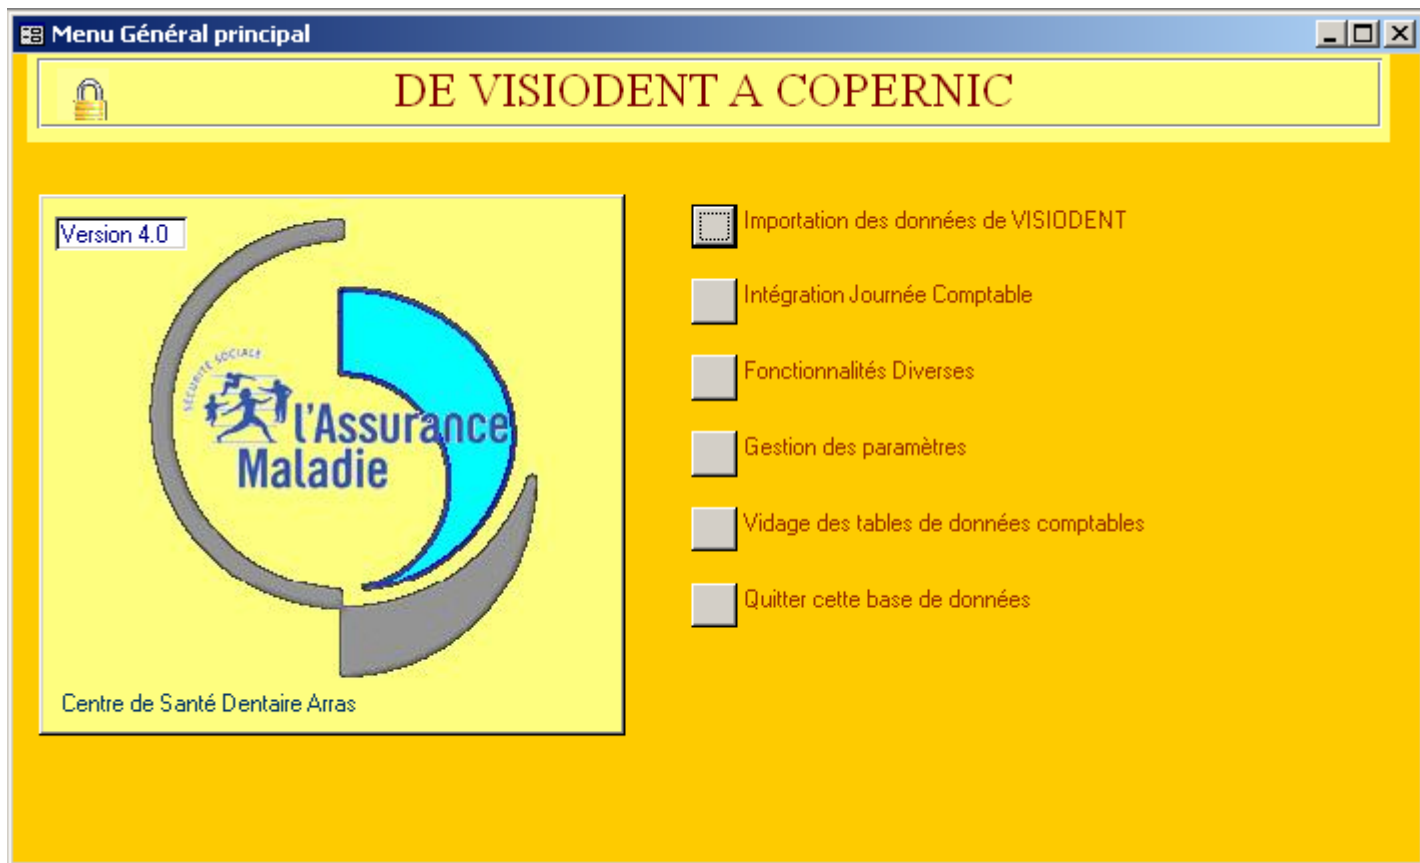 Menu Général principal
DE VISIODENT A COPERNIC
Version 4.0
SÉCURITÉ SOCIALE
l'Assurance
Maladie
Centre de Santé Dentaire Arras
Importation des données de VISIODENT
Intégration Journée Comptable
Fonctionnalités Diverses
Gestion des paramètres
Vidage des tables de données comptables
Quitter cette base de données